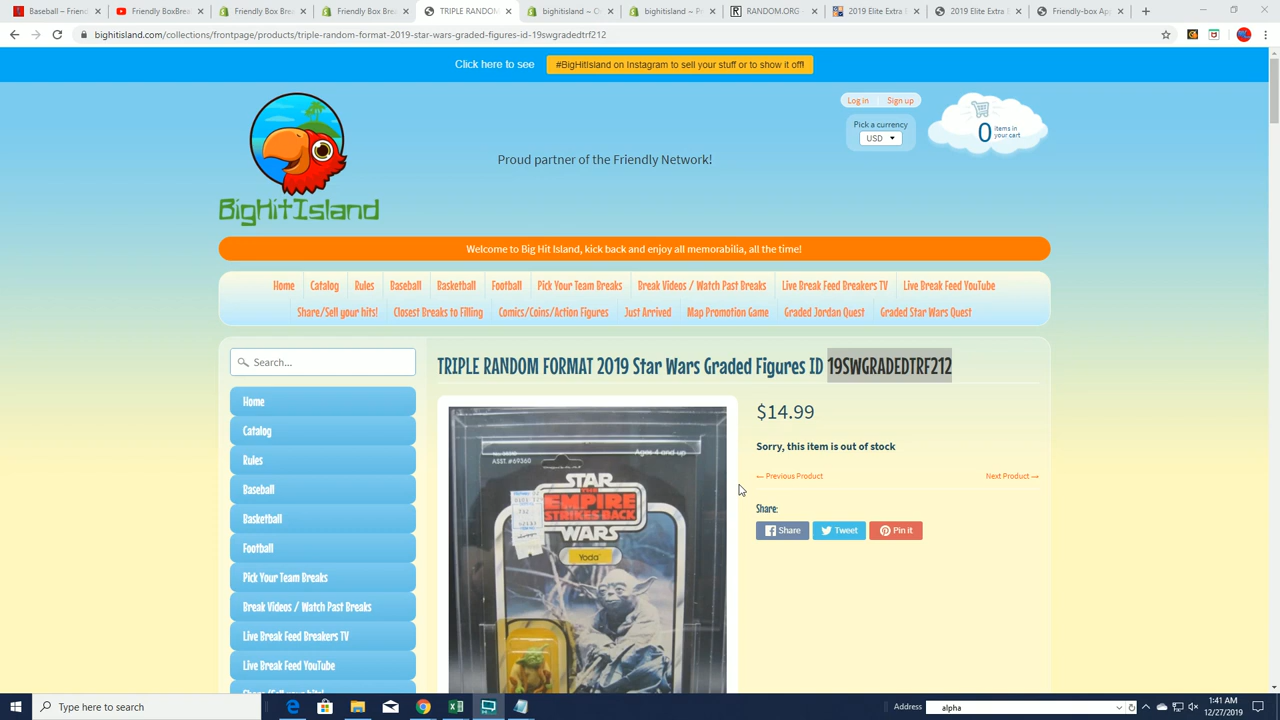 Baseball – Friend
Friendly BoxBrea
Friendly Box Brea
Friendly Box Brea
TRIPLE RANDOM
bighitisland ~ C
bighitisland ~ P
RANDOM.ORG -
2019 Elite Extra
2019 Elite Extra E
Friendly-box App
bighitisland.com/collections/frontpage/products/triple-random-format-2019-star-wars-graded-figures-id-19swgradedtrf212
Click here to see
#BigHitIsland on Instagram to sell your stuff or to show it off!
Log in
Sign up
Pick a currency
USD
0
items in
your cart
Proud partner of the Friendly Network!
BigHitIsland
Welcome to Big Hit Island, kick back and enjoy all memorabilia, all the time!
Home
Catalog
Rules
Baseball
Basketball
Football
Pick Your Team Breaks
Break Videos / Watch Past Breaks
Live Break Feed Breakers TV
Live Break Feed YouTube
Share/Sell your hits!
Closest Breaks to Filling
Comics/Coins/Action Figures
Just Arrived
Map Promotion Game
Graded Jordan Quest
Graded Star Wars Quest
Search...
Home
Catalog
Rules
Baseball
Basketball
Football
Pick Your Team Breaks
Break Videos / Watch Past Breaks
Live Break Feed Breakers TV
Live Break Feed YouTube
TRIPLE RANDOM FORMAT 2019 Star Wars Graded Figures ID 19SWGRADEDTRF212
ASST. #69360
Ages 4 and up
STAR
THE EMPIRE
STRIKES BACK
WARS
Yoda
$14.99
Sorry, this item is out of stock
← Previous Product
Next Product →
Share:
Share
Tweet
Pin it
Type here to search
Address
alpha
1:41 AM
12/27/2019